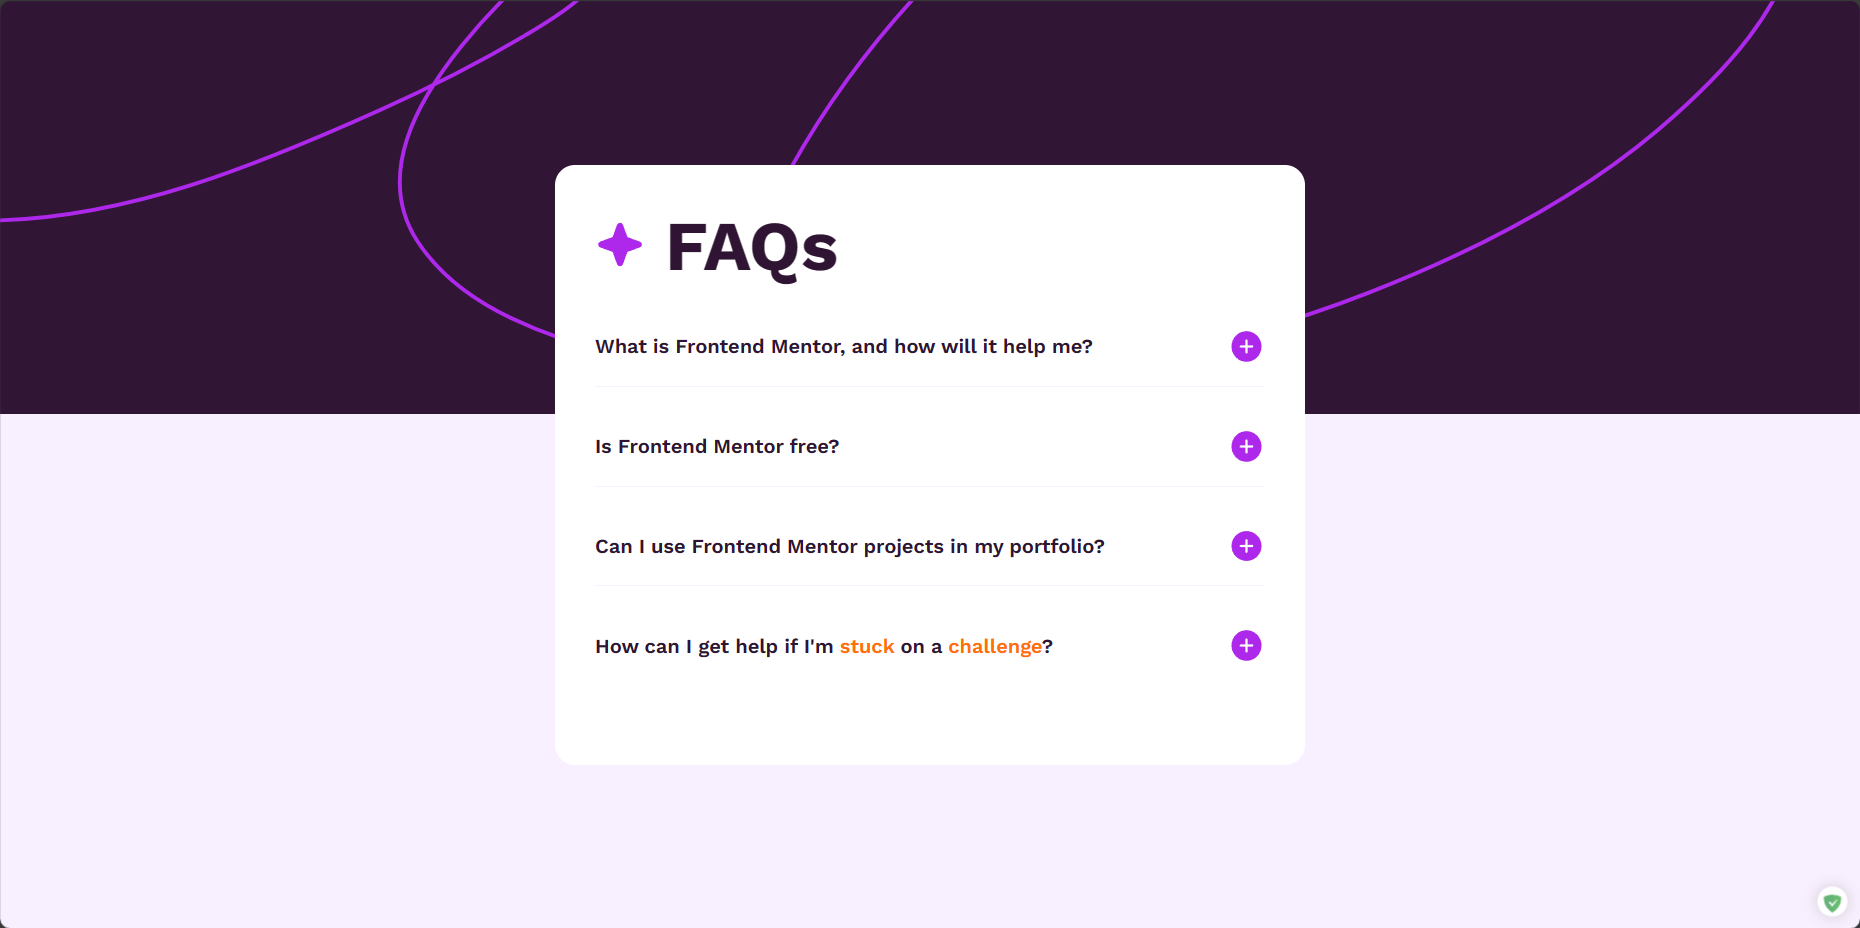 FAQs
What is Frontend Mentor, and how will it help me?
Is Frontend Mentor free?
Can I use Frontend Mentor projects in my portfolio?
How can I get help if I'm stuck on a challenge?